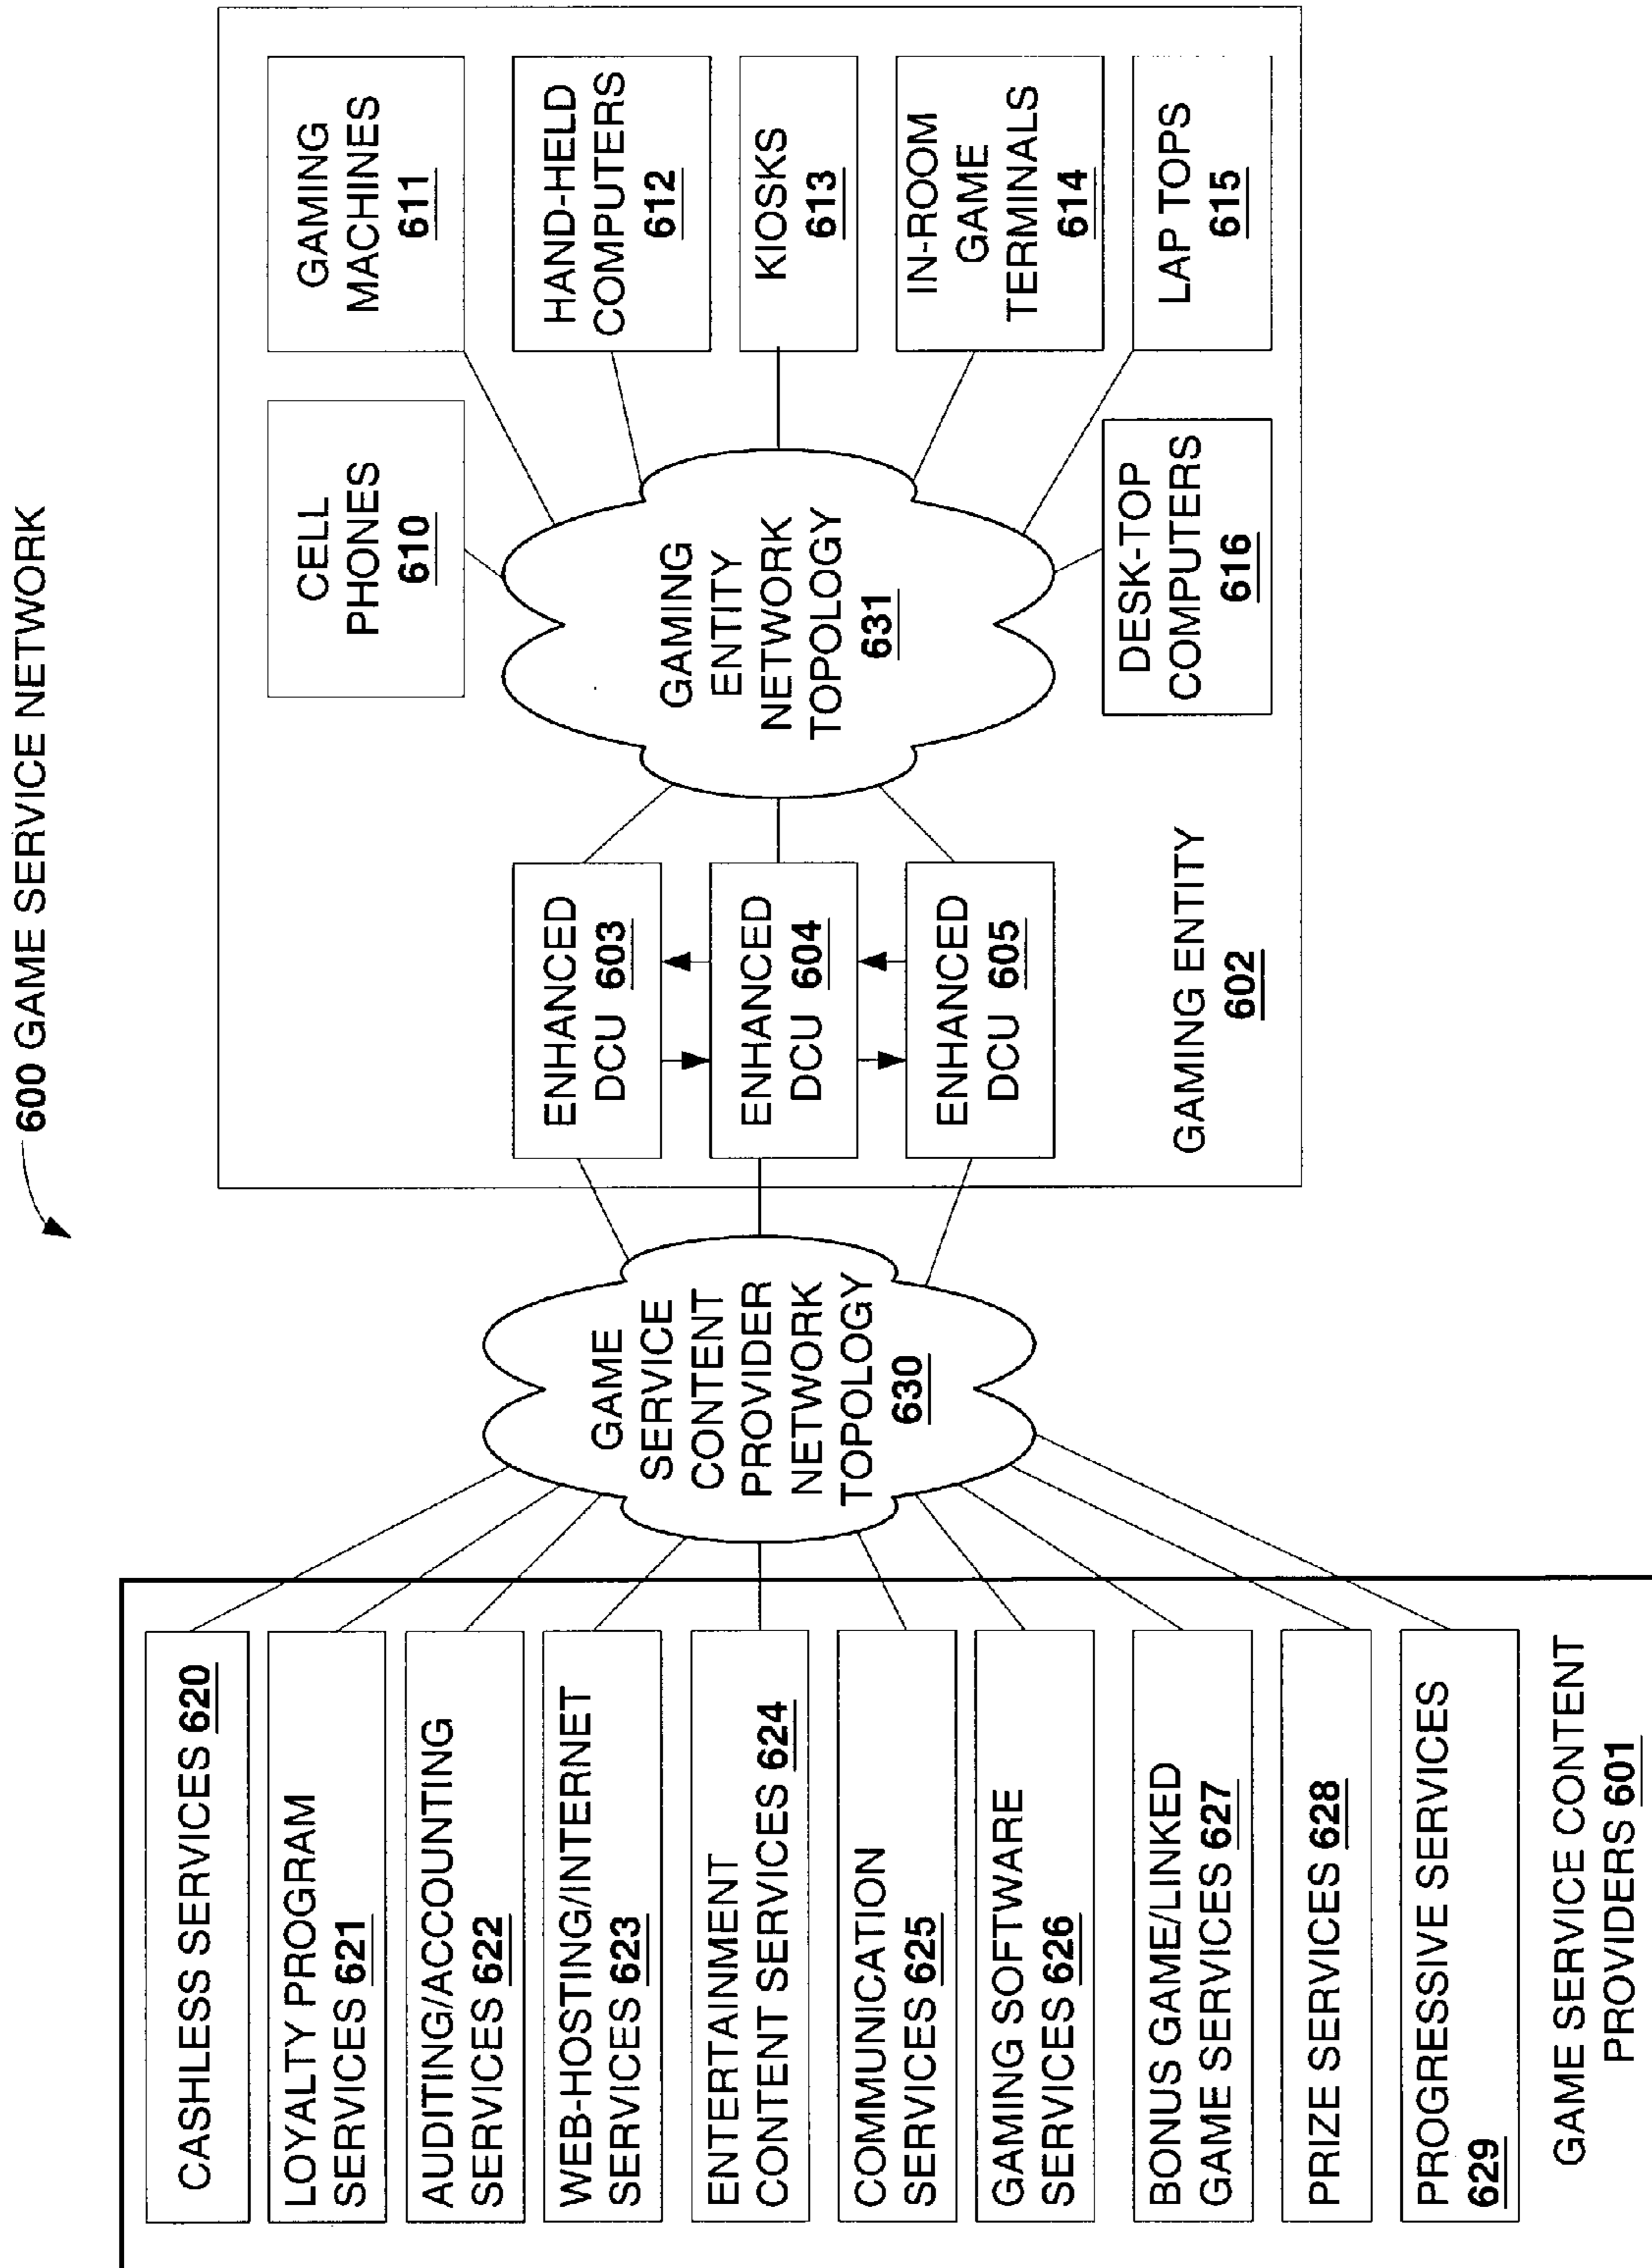 600 GAME SERVICE NETWORK
CASHLESS SERVICES 620
LOYALTY PROGRAM
SERVICES 621
AUDITING/ACCOUNTING
SERVICES 622
WEB-HOSTING/INTERNET
SERVICES 623
ENTERTAINMENT
CONTENT SERVICES 624
COMMUNICATION
SERVICES 625
GAMING SOFTWARE
SERVICES 626
BONUS GAME/LINKED
GAME SERVICES 627
PRIZE SERVICES 628
PROGRESSIVE SERVICES
629
GAME SERVICE CONTENT
PROVIDERS 601
GAME
SERVICE
CONTENT
PROVIDER
NETWORK
TOPOLOGY
630
ENHANCED
DCU 603
ENHANCED
DCU 604
ENHANCED
DCU 605
GAMING ENTITY
602
GAMING
ENTITY
NETWORK
TOPOLOGY
631
CELL
PHONES
610
GAMING
MACHINES
611
HAND-HELD
COMPUTERS
612
KIOSKS
613
IN-ROOM
GAME
TERMINALS
614
LAP TOPS
615
DESK-TOP
COMPUTERS
616